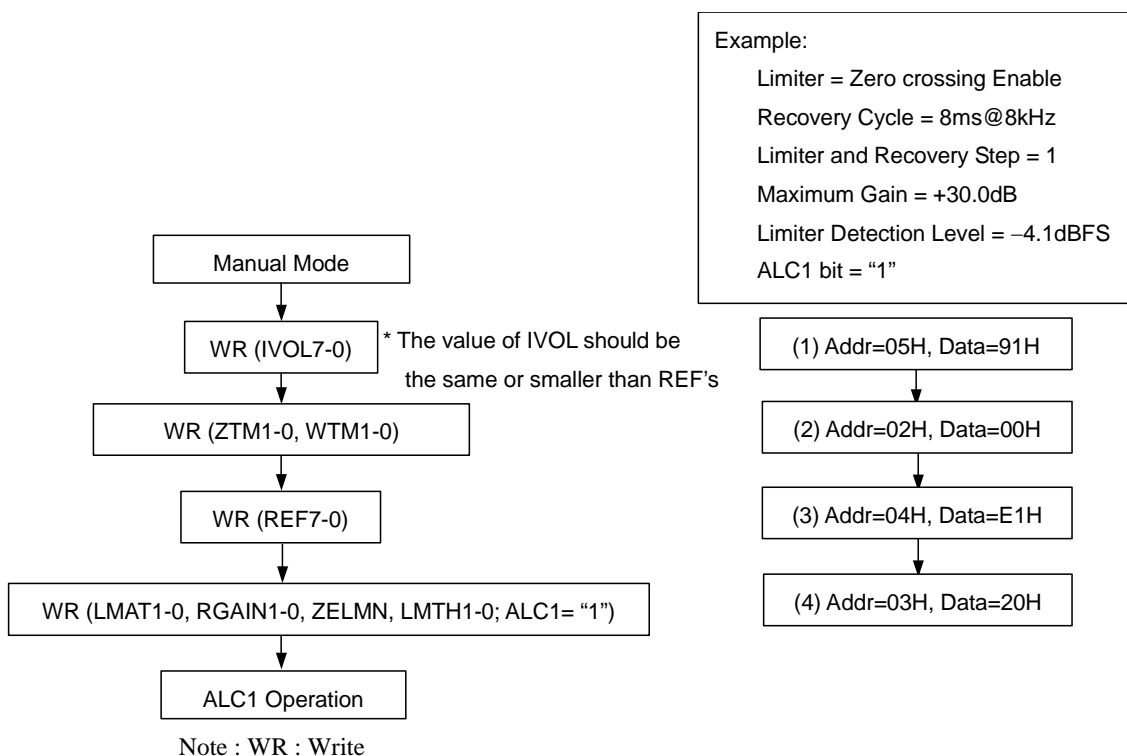 Example:
Limiter = Zero crossing Enable
Recovery Cycle = 8ms@8kHz
Limiter and Recovery Step = 1
Maximum Gain = +30.0dB
Limiter Detection Level = −4.1dBFS
ALC1 bit = “1”
Manual Mode
WR (IVOL7-0)
* The value of IVOL should be
the same or smaller than REF’s
WR (ZTM1-0, WTM1-0)
WR (REF7-0)
WR (LMAT1-0, RGAIN1-0, ZELMN, LMTH1-0; ALC1= “1”)
ALC1 Operation
Note : WR : Write
(1) Addr=05H, Data=91H
(2) Addr=02H, Data=00H
(3) Addr=04H, Data=E1H
(4) Addr=03H, Data=20H